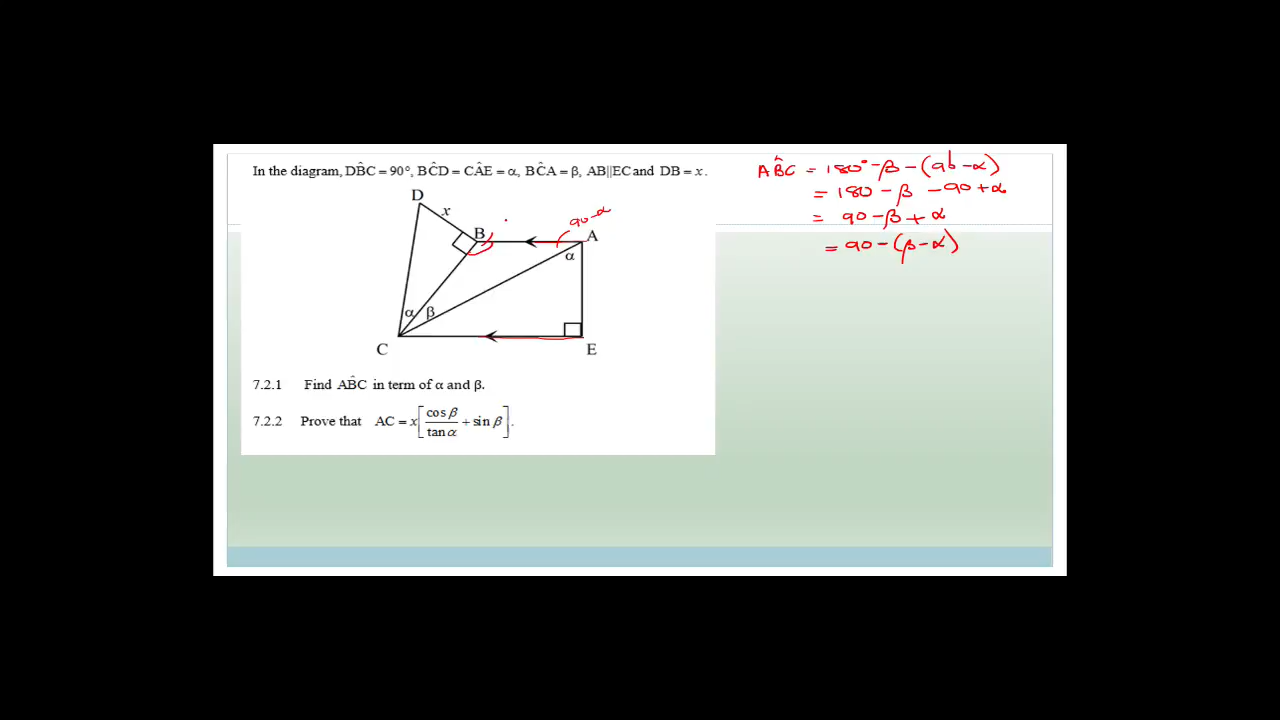 In the diagram, DB̂C = 90°, BĈD = CÂE = α, BĈA = β, AB||EC and DB = x.
D
x
B
90-α
A
α
α
β
C
E
7.2.1 Find AB̂C in term of α and β.
7.2.2 Prove that AC = x[cos β / tan α + sin β].
AB̂C = 180° - β - (90 - α)
= 180 - β - 90 + α
= 90 - β + α
= 90 - (β - α)